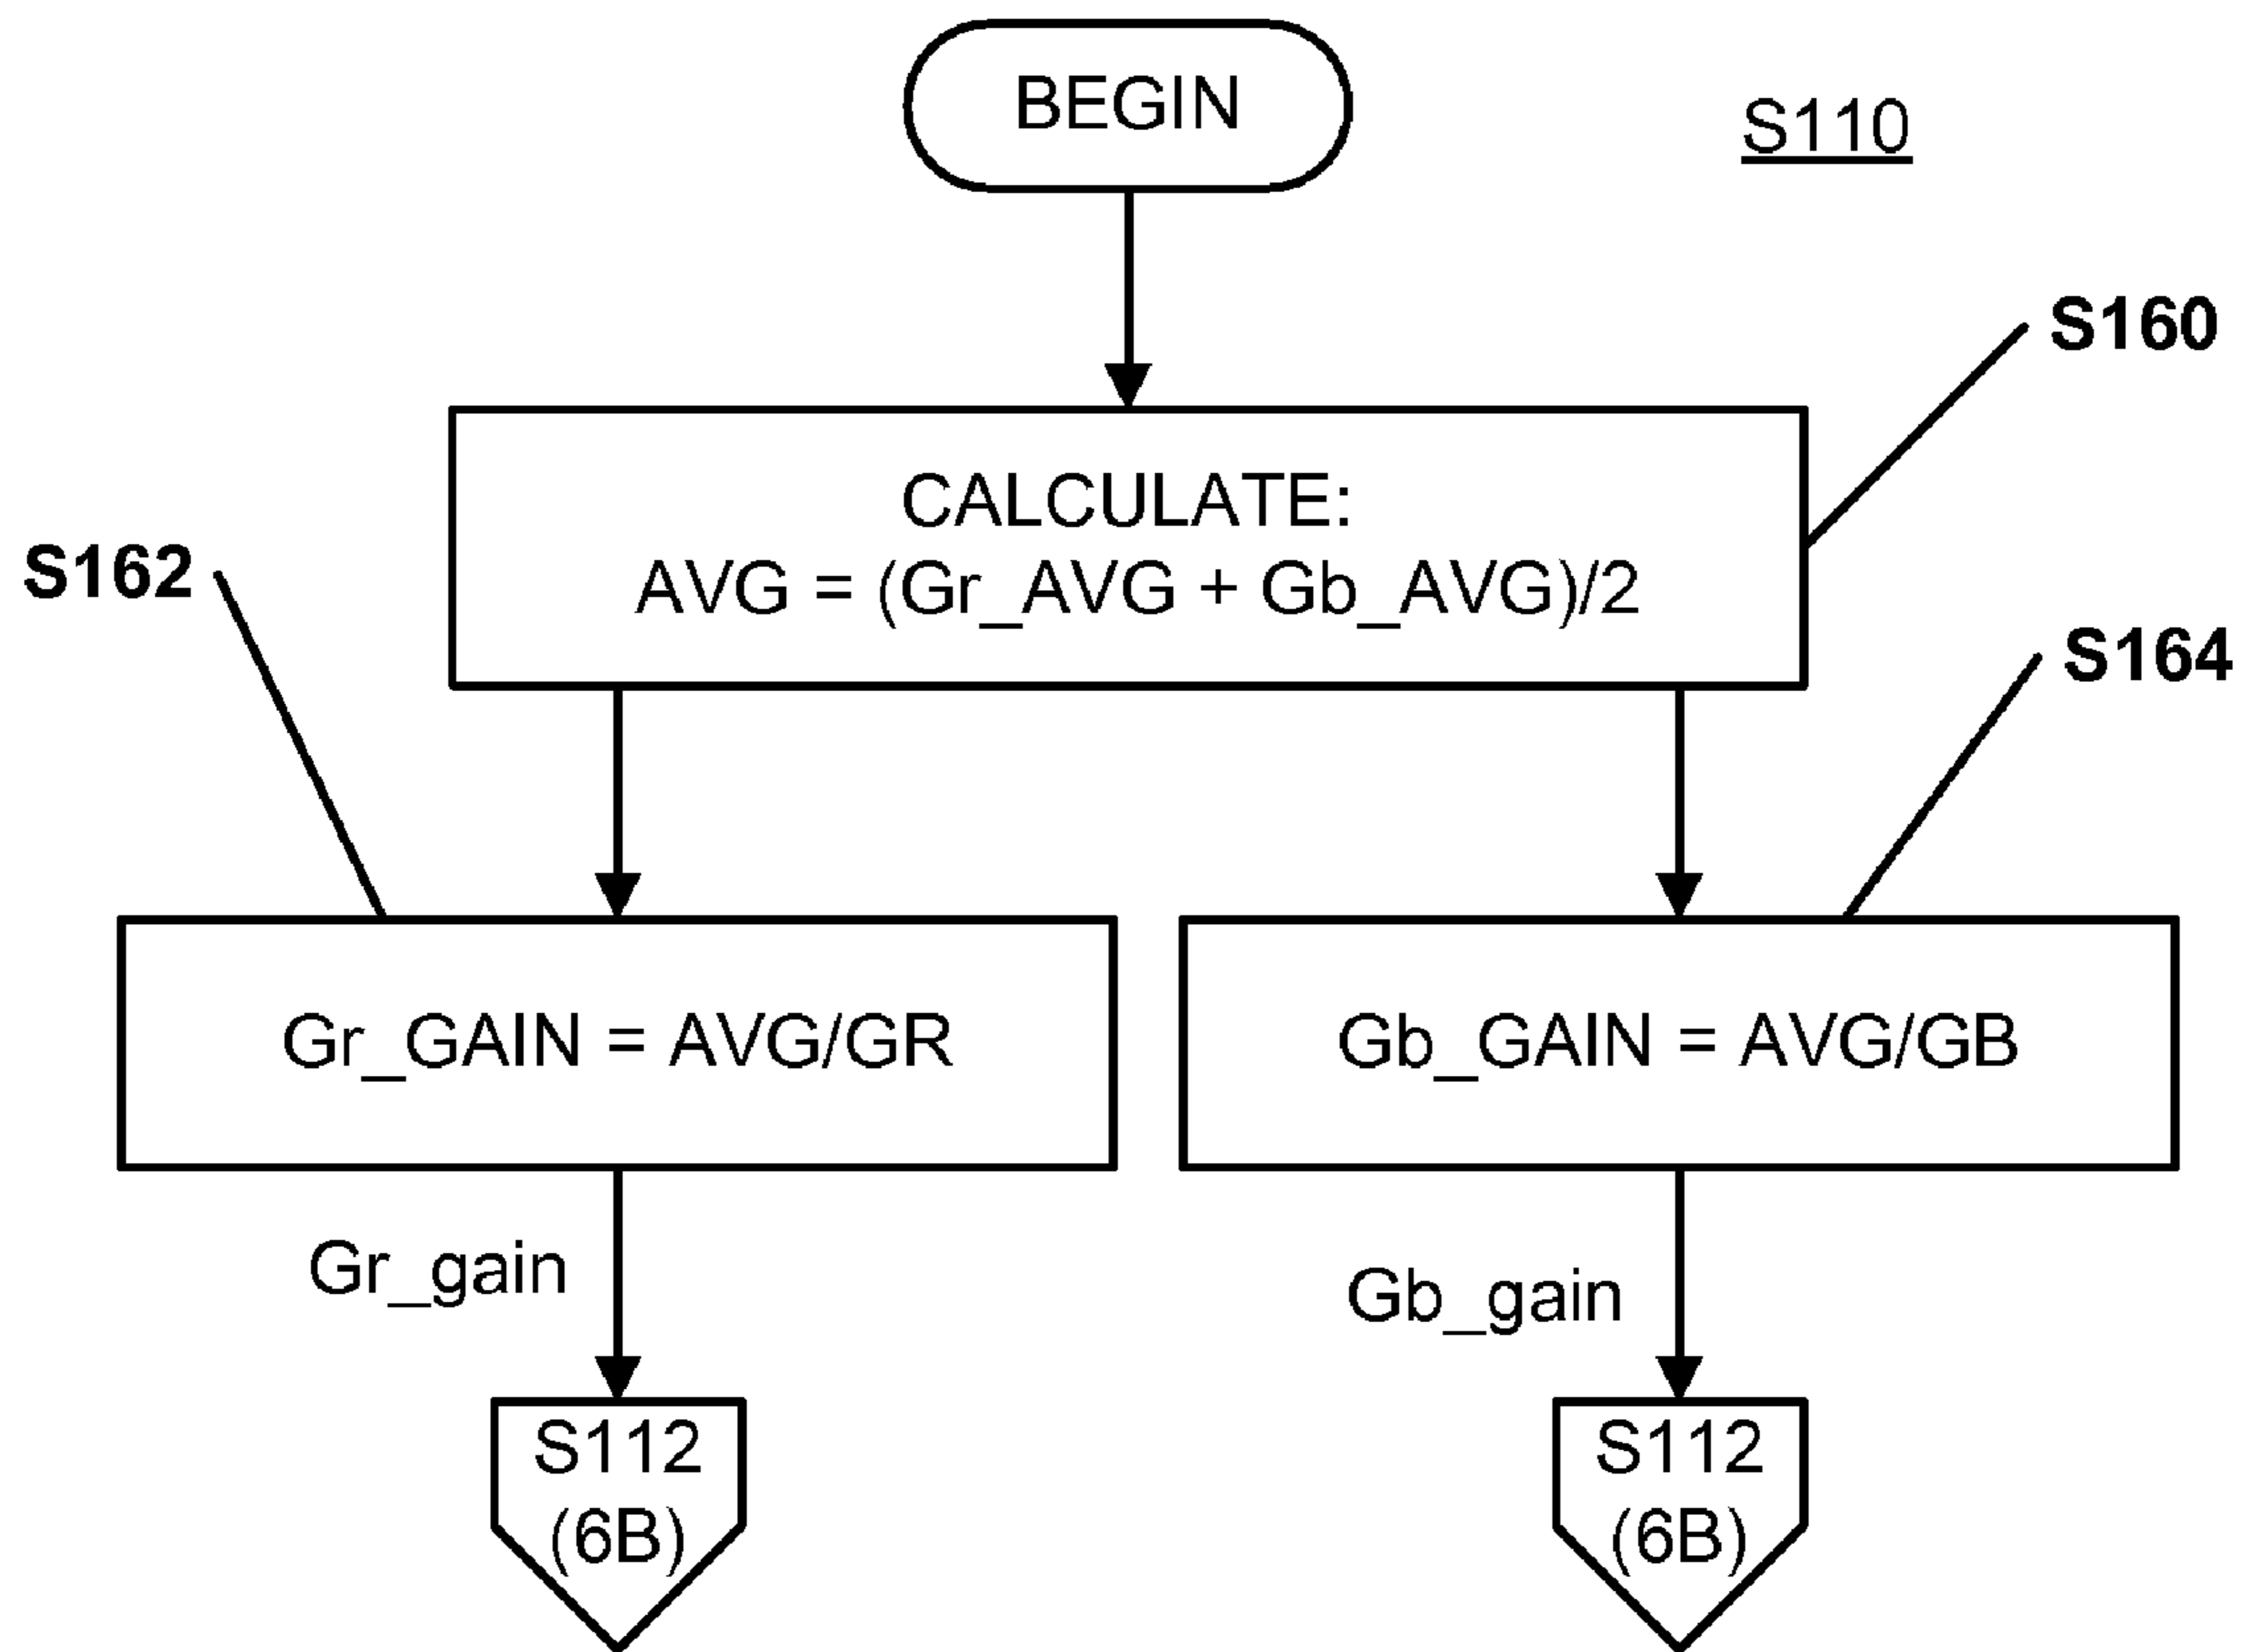 BEGIN
S110
S160
CALCULATE:
AVG = (Gr_AVG + Gb_AVG)/2
S162
S164
Gr_GAIN = AVG/GR
Gb_GAIN = AVG/GB
Gr_gain
Gb_gain
S112
(6B)
S112
(6B)